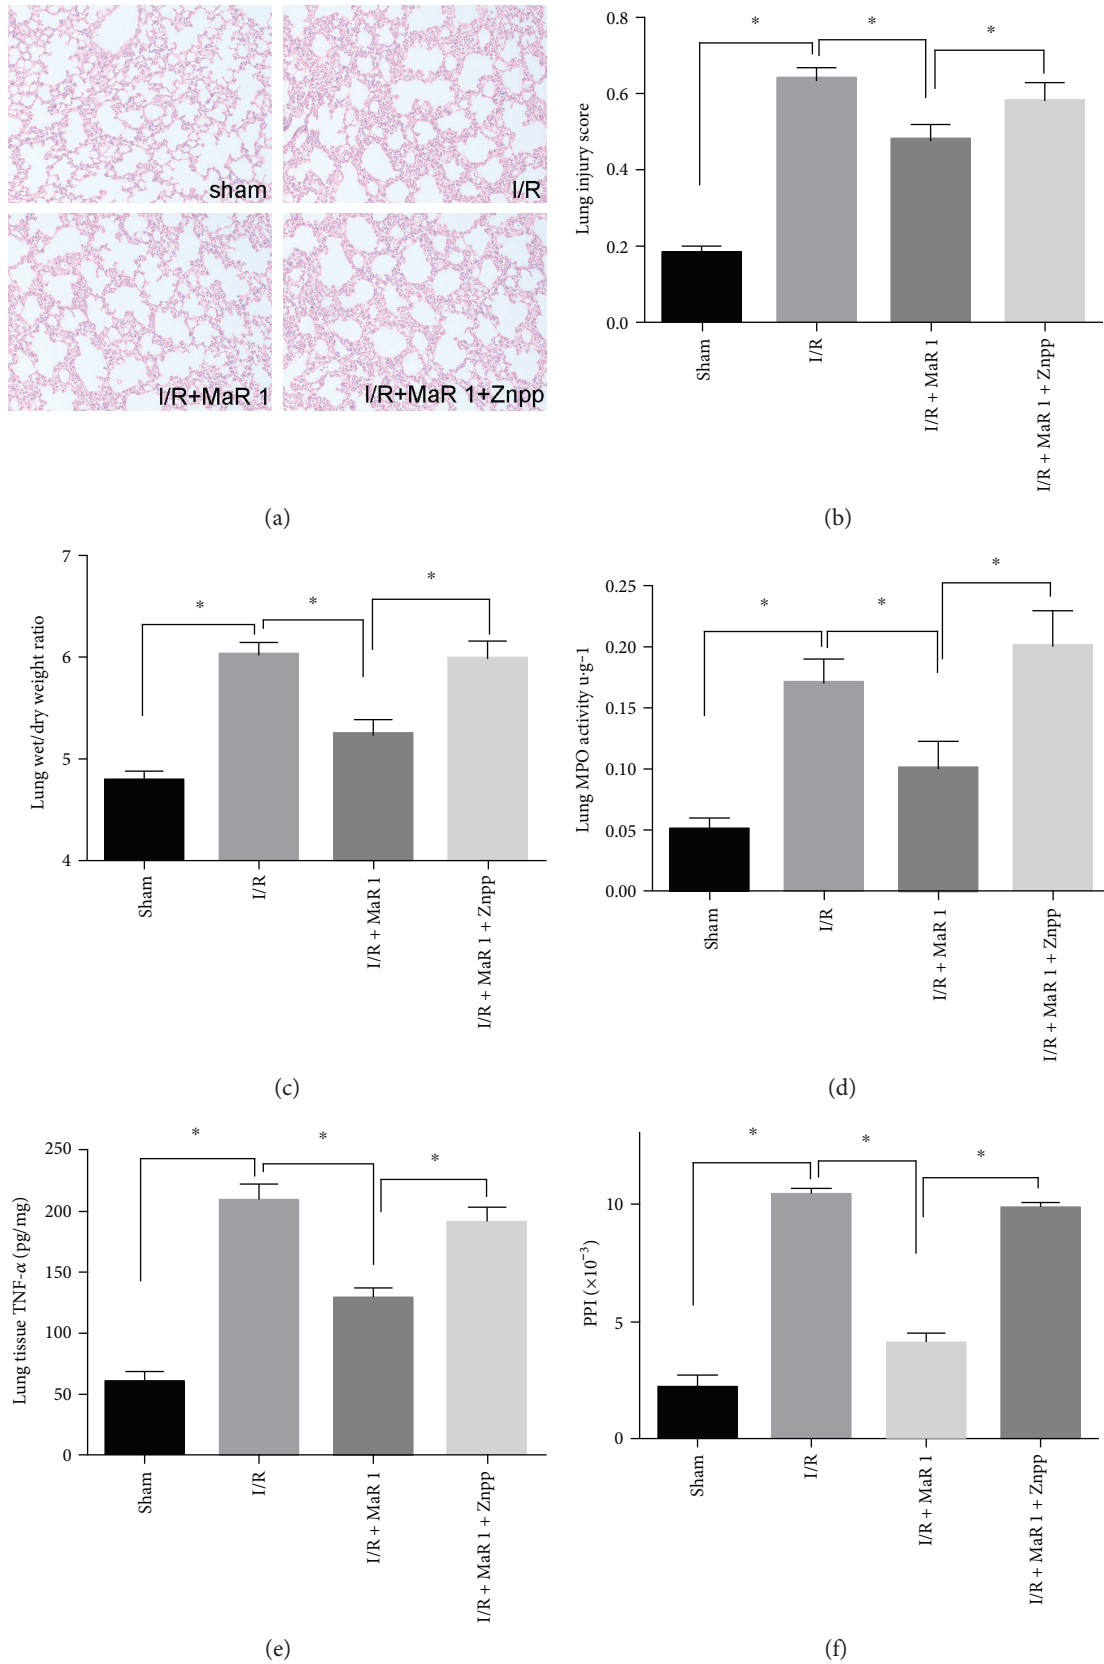 sham
I/R
I/R+MaR 1
I/R+MaR 1+Znpp
(a)
Lung injury score
0.8
0.6
0.4
0.2
0.0
*
*
*
Sham
I/R
I/R + MaR 1
I/R + MaR 1 + Znpp
(b)
Lung wet/dry weight ratio
7
6
5
4
*
*
*
Sham
I/R
I/R + MaR 1
I/R + MaR 1 + Znpp
(c)
Lung MPO activity u·g-1
0.25
0.20
0.15
0.10
0.05
0.00
*
*
*
Sham
I/R
I/R + MaR 1
I/R + MaR 1 + Znpp
(d)
Lung tissue TNF-α (pg/mg)
250
200
150
100
50
0
*
*
*
Sham
I/R
I/R + MaR 1
I/R + MaR 1 + Znpp
(e)
PPI (×10⁻³)
10
5
0
*
*
*
Sham
I/R
I/R + MaR 1
I/R + MaR 1 + Znpp
(f)